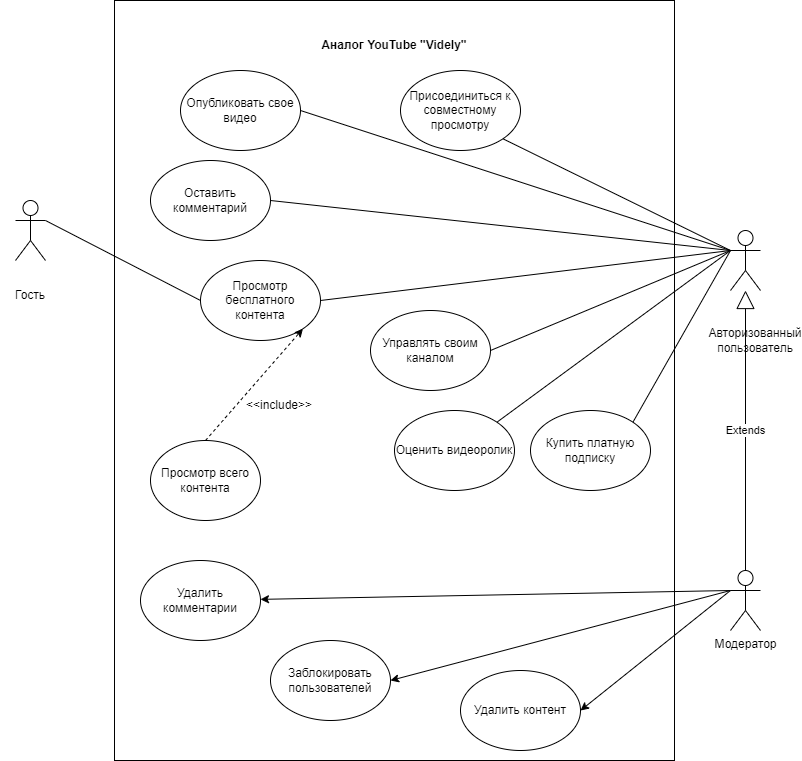 Аналог YouTube "Videly"
Опубликовать свое
видео
Присоединиться к
совместному
просмотру
Оставить
комментарий
Гость
Просмотр
бесплатного
контента
Авторизованный
пользователь
Управлять своим
каналом
<<include>>
Extends
Оценить видеоролик
Купить платную
подписку
Просмотр всего
контента
Удалить
комментарии
Модератор
Заблокировать
пользователей
Удалить контент